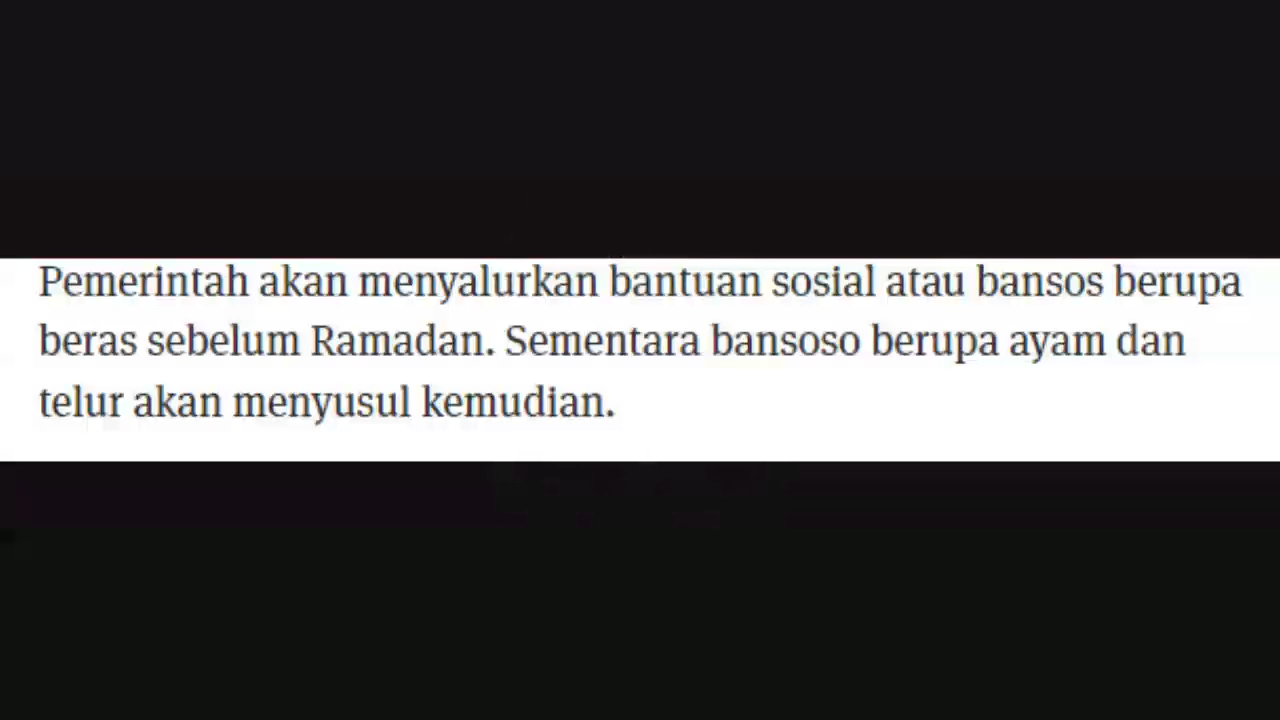 Pemerintah akan menyalurkan bantuan sosial atau bansos berupa
beras sebelum Ramadan. Sementara bansoso berupa ayam dan
telur akan menyusul kemudian.